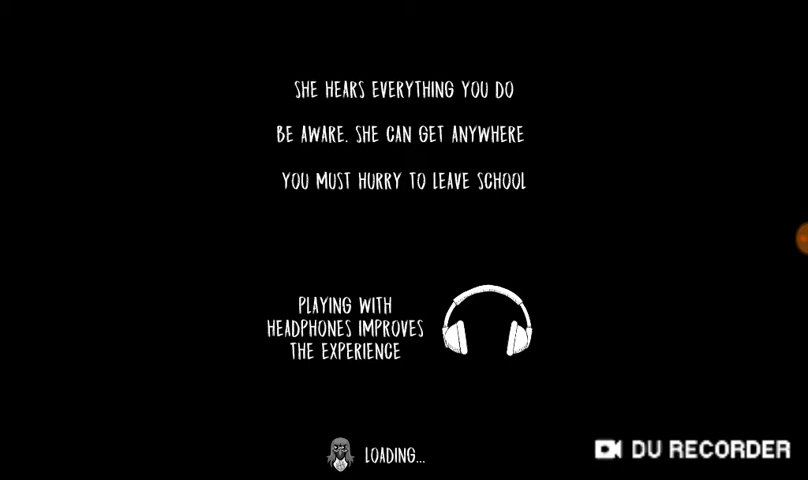 SHE HEARS EVERYTHING YOU DO
BE AWARE. SHE CAN GET ANYWHERE
YOU MUST HURRY TO LEAVE SCHOOL
PLAYING WITH
HEADPHONES IMPROVES
THE EXPERIENCE
LOADING...
DU RECORDER